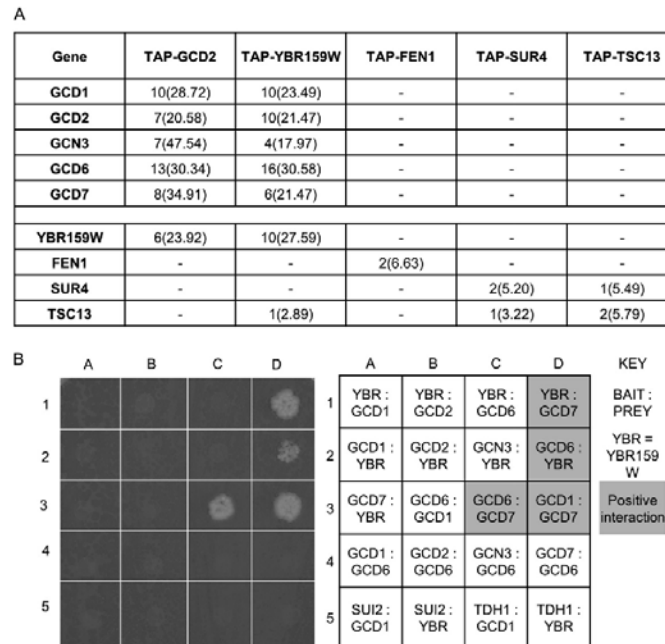 A
Gene TAP-GCD2 TAP-YBR159W TAP-FEN1 TAP-SUR4 TAP-TSC13
GCD1 10(28.72) 10(23.49) - - -
GCD2 7(20.58) 10(21.47) - - -
GCN3 7(47.54) 4(17.97) - - -
GCD6 13(30.34) 16(30.58) - - -
GCD7 8(34.91) 6(21.47) - - -
YBR159W 6(23.92) 10(27.59) - - -
FEN1 - - 2(6.63) - -
SUR4 - - - 2(5.20) 1(5.49)
TSC13 - 1(2.89) - 1(3.22) 2(5.79)
B
A B C D
1
2
3
4
5
A B C D KEY
1
YBR : YBR : YBR : YBR :
GCD1 GCD2 GCD6 GCD7
2
GCD1 : GCD2 : GCN3 : GCD6 :
YBR YBR YBR YBR
3
GCD7 : GCD6 : GCD6 : GCD1 :
YBR GCD1 GCD7 GCD7
4
GCD1 : GCD2 : GCN3 : GCD7 :
GCD6 GCD6 GCD6 GCD6
5
SUI2 : SUI2 : TDH1 : TDH1 :
GCD1 YBR GCD1 YBR
BAIT :
PREY
YBR =
YBR159
W
Positive
interaction